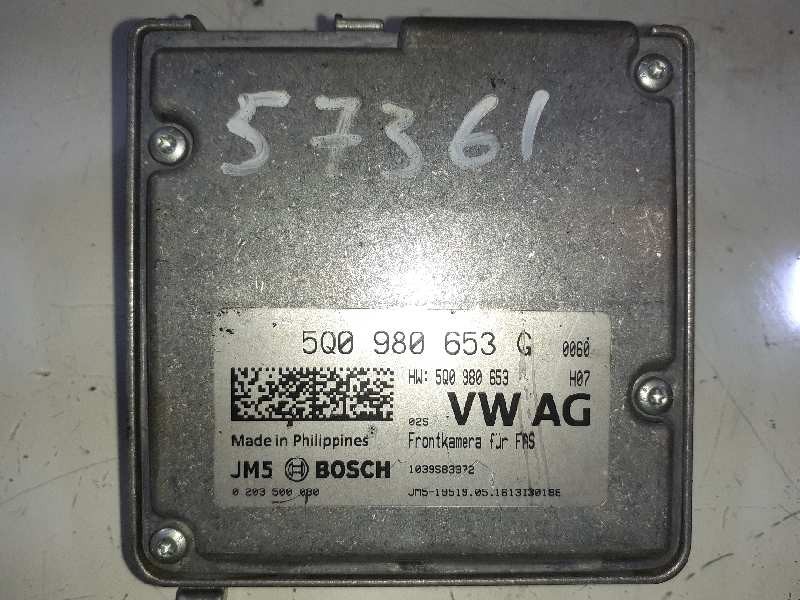 57361
5Q0 980 653 G 0060
HW: 5Q0 980 653 H07
02S VW AG
Made in Philippines Frontkamera für FAS
JM5 BOSCH 1039S83972
0 203 500 080